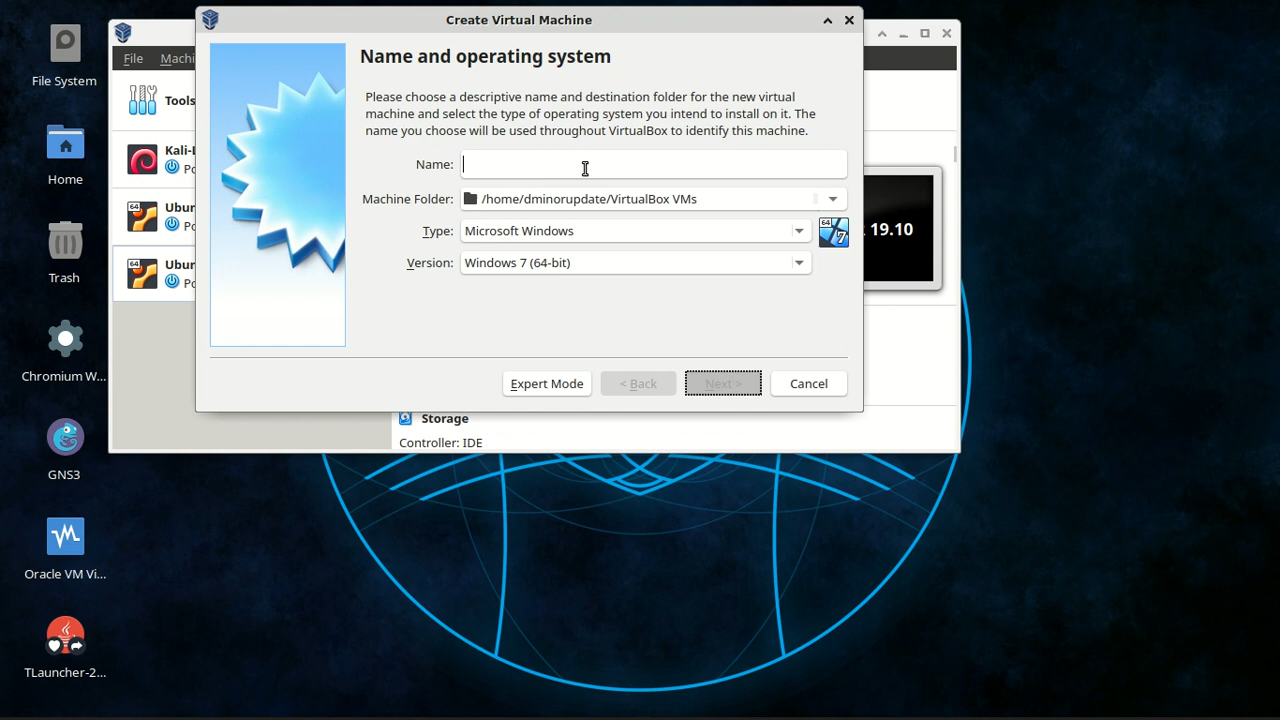 File System
Home
Trash
Chromium W...
GNS3
Oracle VM Vi...
TLauncher-2...
File
Machi
Tools
Kali-L
Po
Ubun
Po
Ubun
Po
Create Virtual Machine
Name and operating system
Please choose a descriptive name and destination folder for the new virtual
machine and select the type of operating system you intend to install on it. The
name you choose will be used throughout VirtualBox to identify this machine.
Name:
Machine Folder: /home/dminorupdate/VirtualBox VMs
Type: Microsoft Windows
64
7
Version: Windows 7 (64-bit)
Expert Mode
< Back
Next >
Cancel
19.10
Storage
Controller: IDE